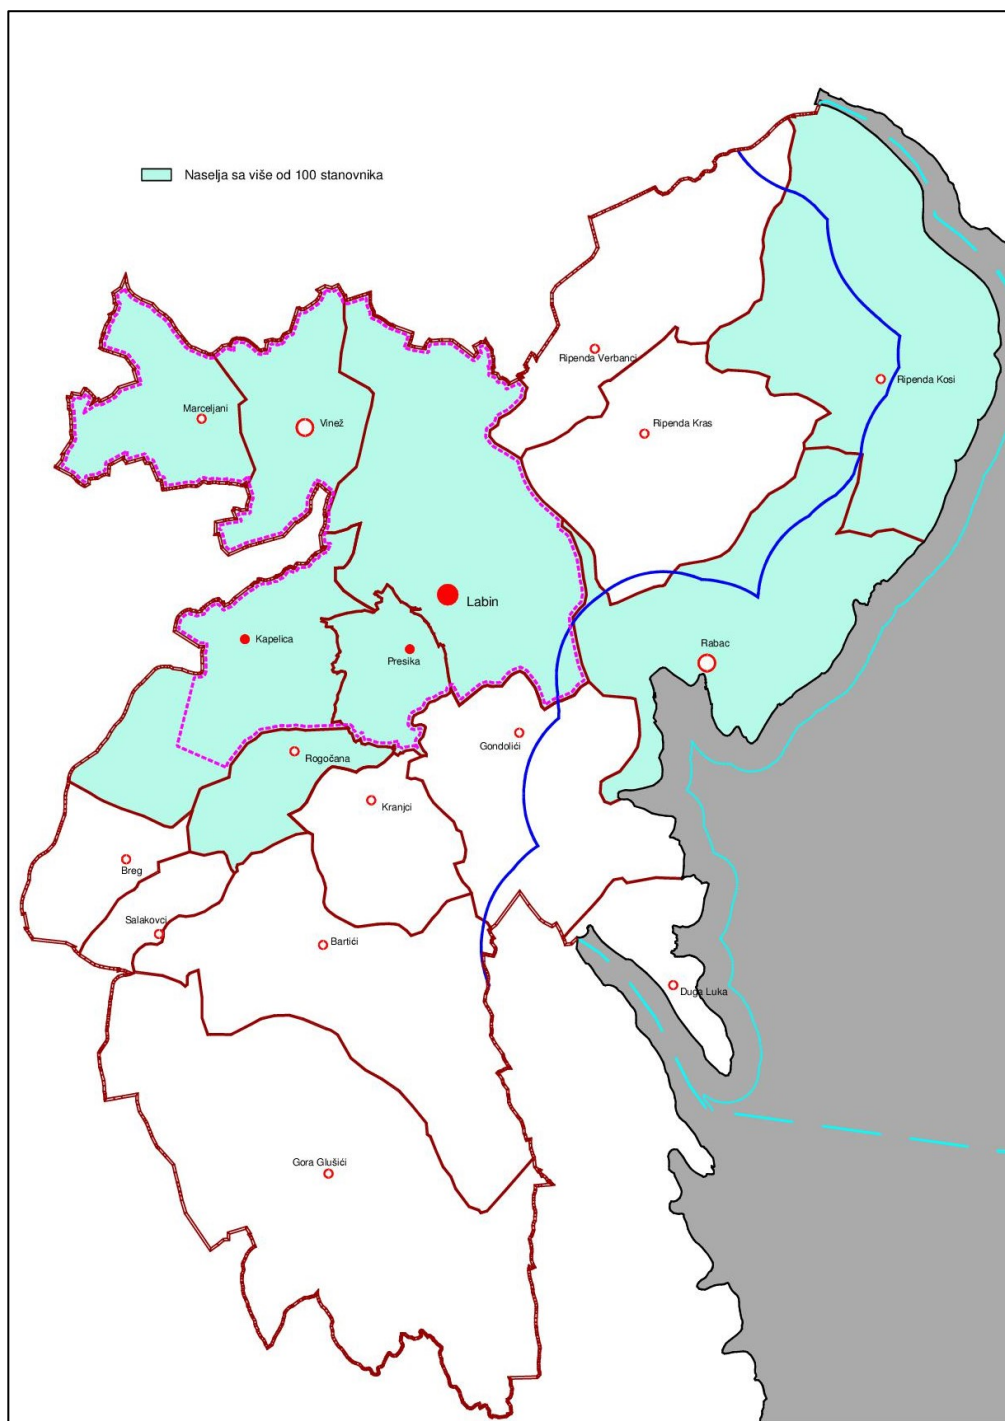 Naselja sa više od 100 stanovnika
Ripenda Verbanci
Ripenda Kosi
Marceljani
Vinež
Ripenda Kras
Labin
Kapelica
Presika
Rabac
Gondolići
Rogočana
Kranjci
Breg
Salakovci
Bartići
Duga Luka
Gora Glušići